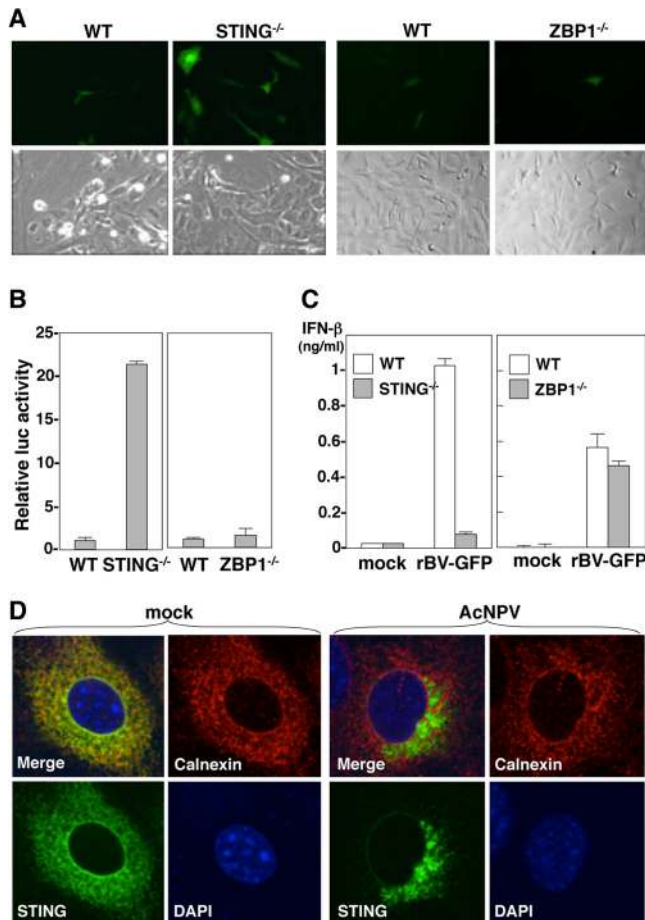 A
WT STING-/- WT ZBP1-/-
B
Relative luc activity
25
20
15
10
5
0
WT STING-/- WT ZBP1-/-
C
IFN-β
(ng/ml)
1
0.8
0.6
0.4
0.2
0
WT
STING-/-
WT
ZBP1-/-
mock rBV-GFP mock rBV-GFP
D
mock AcNPV
Merge Calnexin Merge Calnexin
STING DAPI STING DAPI